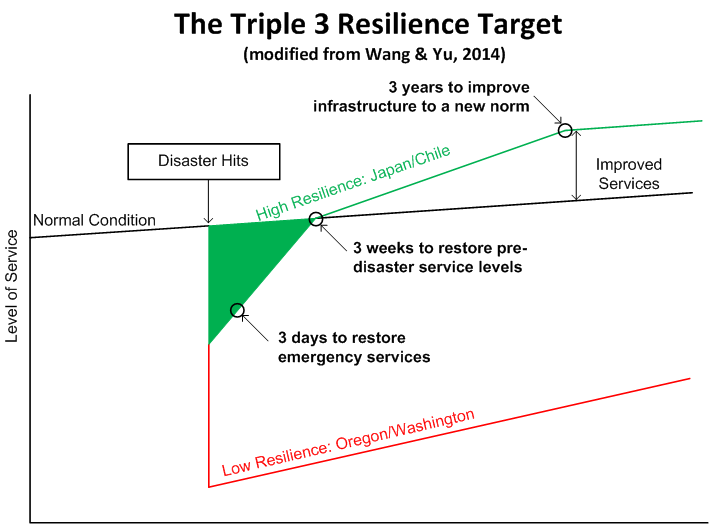 The Triple 3 Resilience Target
(modified from Wang & Yu, 2014)
3 years to improve
infrastructure to a new norm
Disaster Hits
High Resilience: Japan/Chile
Improved
Services
Normal Condition
3 weeks to restore pre-
disaster service levels
Level of Service
3 days to restore
emergency services
Low Resilience: Oregon/Washington